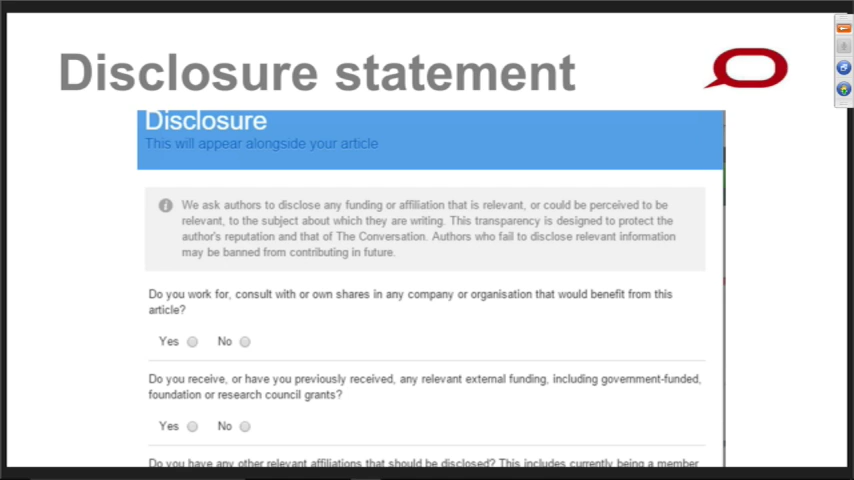 Disclosure statement
Disclosure
This will appear alongside your article
We ask authors to disclose any funding or affiliation that is relevant, or could be perceived to be
relevant, to the subject about which they are writing. This transparency is designed to protect the
author's reputation and that of The Conversation. Authors who fail to disclose relevant information
may be banned from contributing in future.
Do you work for, consult with or own shares in any company or organisation that would benefit from this
article?
Yes No
Do you receive, or have you previously received, any relevant external funding, including government-funded,
foundation or research council grants?
Yes No
Do you have any other relevant affiliations that should be disclosed? This includes currently being a member